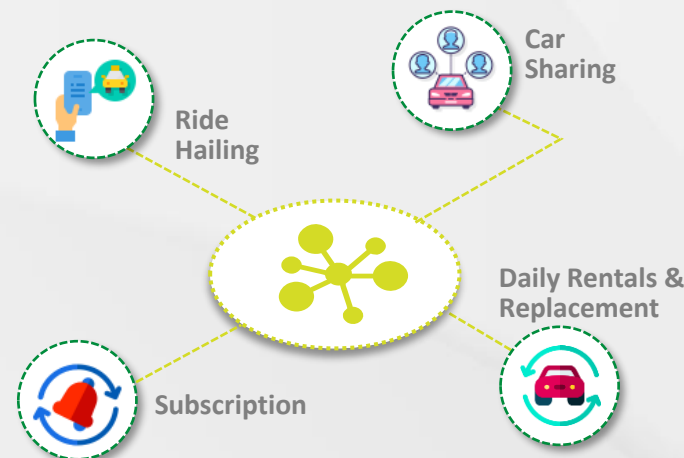 Car
Sharing
Ride
Hailing
Daily Rentals &
Replacement
Subscription